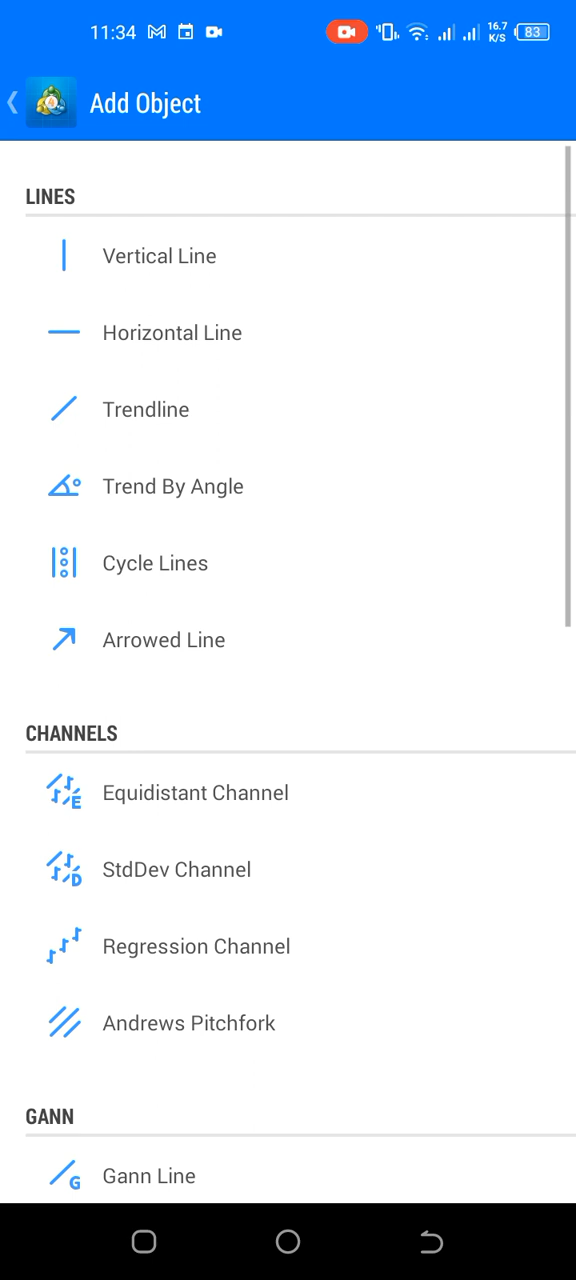 11:34
16.7
K/S
83
Add Object
LINES
Vertical Line
Horizontal Line
Trendline
Trend By Angle
Cycle Lines
Arrowed Line
CHANNELS
E
Equidistant Channel
D
StdDev Channel
Regression Channel
Andrews Pitchfork
GANN
G
Gann Line